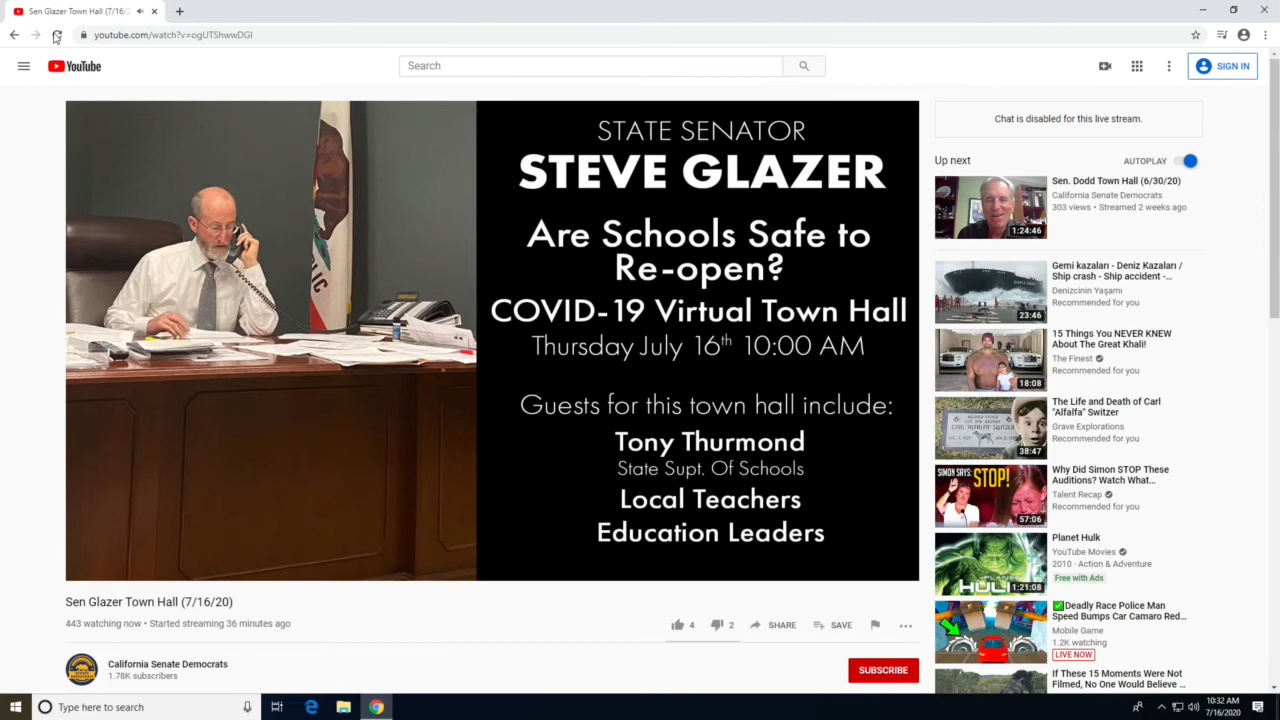 Sen Glazer Town Hall (7/16/2
youtube.com/watch?v=ogUTShwwDGI
YouTube
Search
SIGN IN
STATE SENATOR
STEVE GLAZER
Are Schools Safe to
Re-open?
COVID-19 Virtual Town Hall
Thursday July 16th 10:00 AM
Guests for this town hall include:
Tony Thurmond
State Supt. Of Schools
Local Teachers
Education Leaders
Sen Glazer Town Hall (7/16/20)
443 watching now • Started streaming 36 minutes ago
4
2
SHARE
SAVE
California Senate Democrats
1.78K subscribers
SUBSCRIBE
Chat is disabled for this live stream.
Up next
AUTOPLAY
1:24:46
Sen. Dodd Town Hall (6/30/20)
California Senate Democrats
303 views • Streamed 2 weeks ago
23:46
Gemi kazaları - Deniz Kazaları /
Ship crash - Ship accident -...
Denizcinin Yaşamı
Recommended for you
18:08
15 Things You NEVER KNEW
About The Great Khali!
The Finest
Recommended for you
38:47
The Life and Death of Carl
"Alfalfa" Switzer
Grave Explorations
Recommended for you
SIMON SAYS: STOP!
57:06
Why Did Simon STOP These
Auditions? Watch What...
Talent Recap
Recommended for you
PLANET
HULK
1:21:08
Planet Hulk
YouTube Movies
2010 · Action & Adventure
Free with Ads
✅Deadly Race Police Man
Speed Bumps Car Camaro Red...
Mobile Game
1.2K watching
LIVE NOW
If These 15 Moments Were Not
Filmed, No One Would Believe ...
Type here to search
10:32 AM
7/16/2020